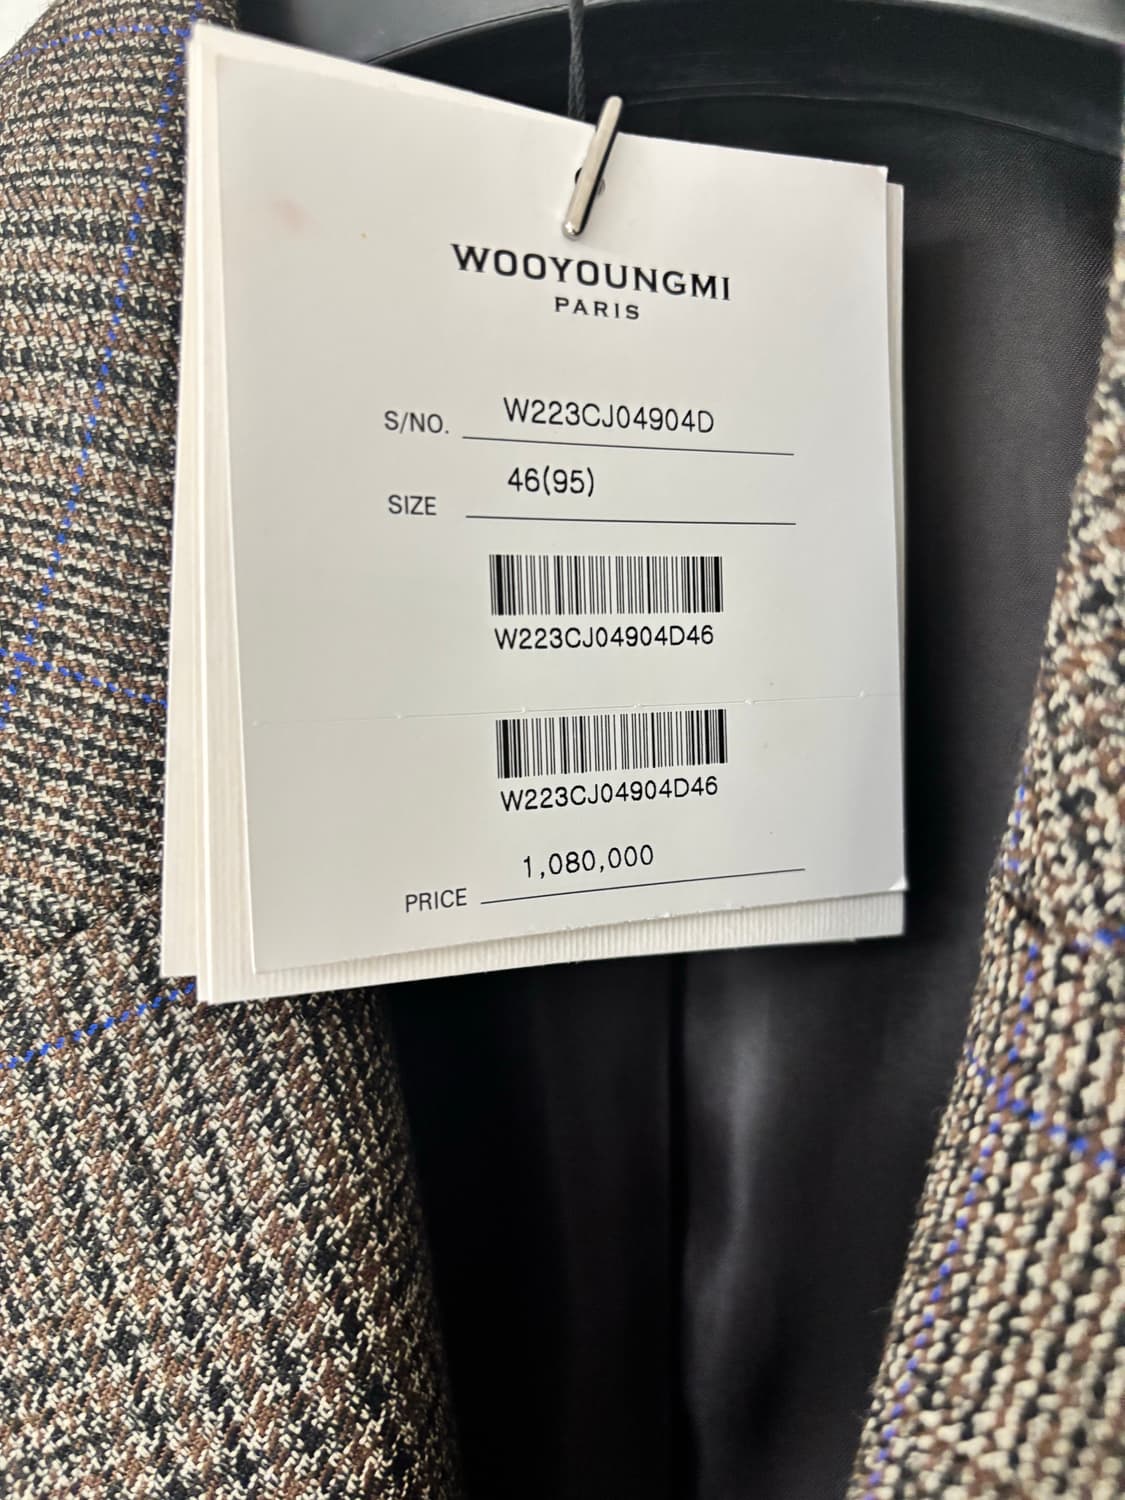 WOOYOUNGMI
PARIS
S/NO. W223CJ04904D
SIZE 46(95)
W223CJ04904D46
W223CJ04904D46
PRICE 1,080,000